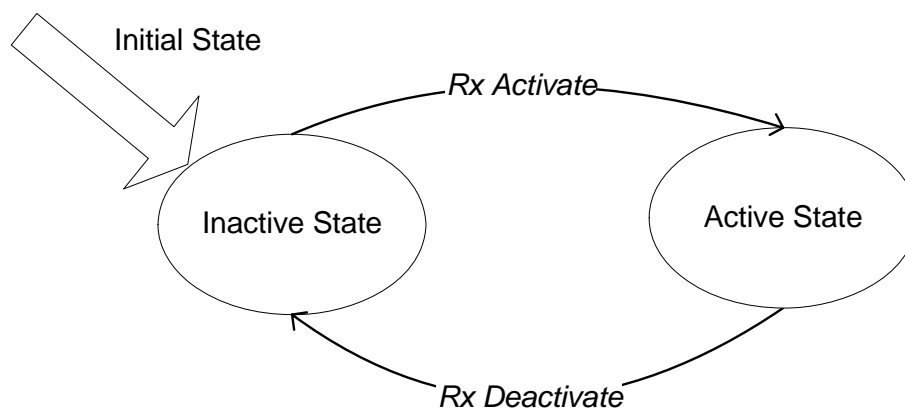 Initial State
Rx Activate
Inactive State
Active State
Rx Deactivate